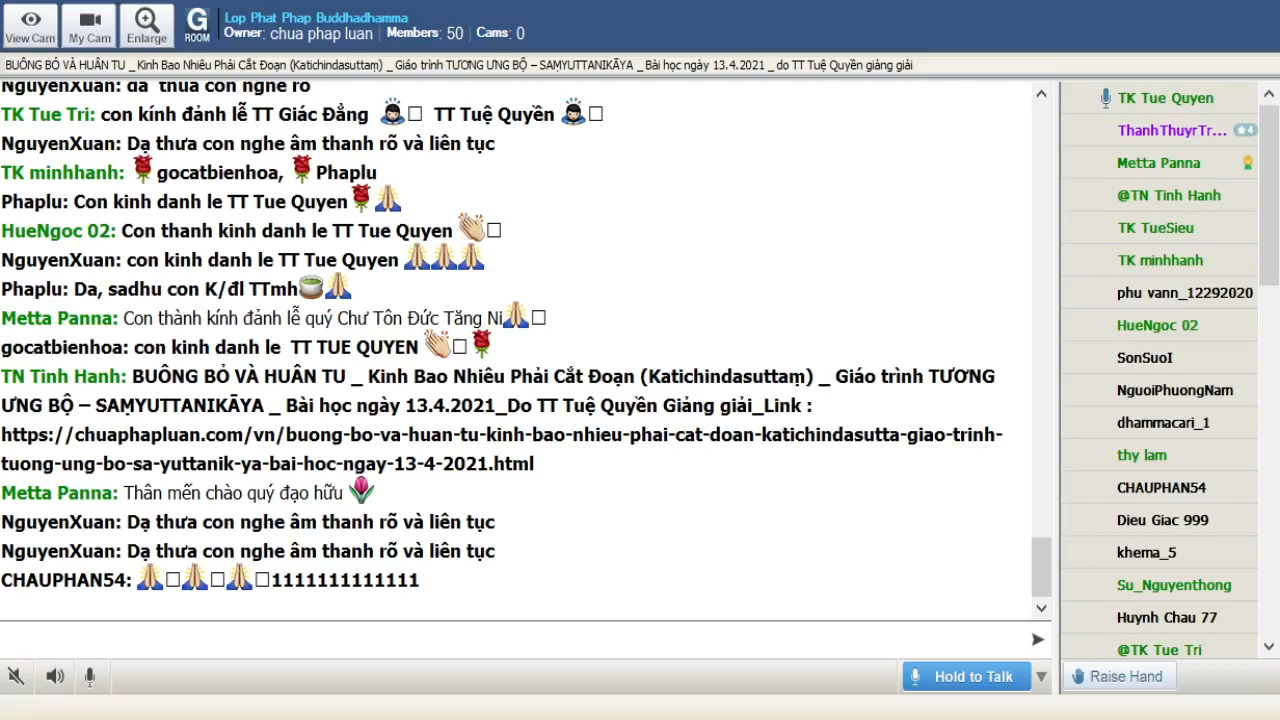 View Cam
My Cam
Enlarge
G
ROOM
Lop Phat Phap Buddhadhamma
Owner: chua phap luan | Members: 50 | Cams: 0
BUÔNG BỎ VÀ HUÂN TU _ Kinh Bao Nhiêu Phải Cắt Đoạn (Katichindasuttaṃ) _ Giáo trình TƯƠNG ƯNG BỘ – SAṂYUTTANIKĀYA _ Bài học ngày 13.4.2021 _ do TT Tuệ Quyền giảng giải
NguyenXuan: da thua con nghe ro
TK Tue Tri: con kính đảnh lễ TT Giác Đẳng 🙇 TT Tuệ Quyền 🙇
NguyenXuan: Dạ thưa con nghe âm thanh rõ và liên tục
TK minhhanh: 🌹gocatbienhoa, 🌹Phaplu
Phaplu: Con kinh danh le TT Tue Quyen🌹🙏
HueNgoc 02: Con thanh kinh danh le TT Tue Quyen 👏
NguyenXuan: con kinh danh le TT Tue Quyen 🙏🙏🙏
Phaplu: Da, sadhu con K/đl TTmh🍵🙏
Metta Panna: Con thành kính đảnh lễ quý Chư Tôn Đức Tăng Ni🙏
gocatbienhoa: con kinh danh le TT TUE QUYEN 👏🌹
TN Tinh Hanh: BUÔNG BỎ VÀ HUÂN TU _ Kinh Bao Nhiêu Phải Cắt Đoạn (Katichindasuttaṃ) _ Giáo trình TƯƠNG
ƯNG BỘ – SAṂYUTTANIKĀYA _ Bài học ngày 13.4.2021_Do TT Tuệ Quyền Giảng giải_Link :
https://chuaphapluan.com/vn/buong-bo-va-huan-tu-kinh-bao-nhieu-phai-cat-doan-katichindasutta-giao-trinh-
tuong-ung-bo-sa-yuttanik-ya-bai-hoc-ngay-13-4-2021.html
Metta Panna: Thân mến chào quý đạo hữu 🌷
NguyenXuan: Dạ thưa con nghe âm thanh rõ và liên tục
NguyenXuan: Dạ thưa con nghe âm thanh rõ và liên tục
CHAUPHAN54: 🙏🙏🙏1111111111111
Hold to Talk
TK Tue Quyen
ThanhThuyrTr... 4
Metta Panna
@TN Tinh Hanh
TK TueSieu
TK minhhanh
phu vann_12292020
HueNgoc 02
SonSuoI
NguoiPhuongNam
dhammacari_1
thy lam
CHAUPHAN54
Dieu Giac 999
khema_5
Su_Nguyenthong
Huynh Chau 77
@TK Tue Tri
Raise Hand